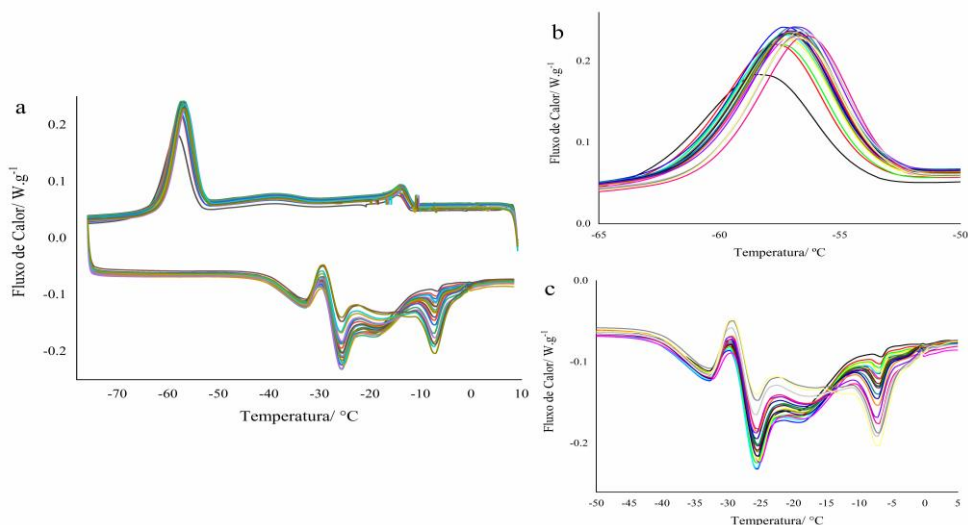 a
Fluxo de Calor/ W.g-1
0.2
0.1
0.0
-0.1
-0.2
-70 -60 -50 -40 -30 -20 -10 0 10
Temperatura/ °C
b
Fluxo de Calor/ W.g-1
0.2
0.1
0.0
-65 -60 -55 -50
Temperatura/ °C
c
Fluxo de Calor/ W.g-1
0.0
-0.1
-0.2
-50 -45 -40 -35 -30 -25 -20 -15 -10 -5 0 5
Temperatura/ °C